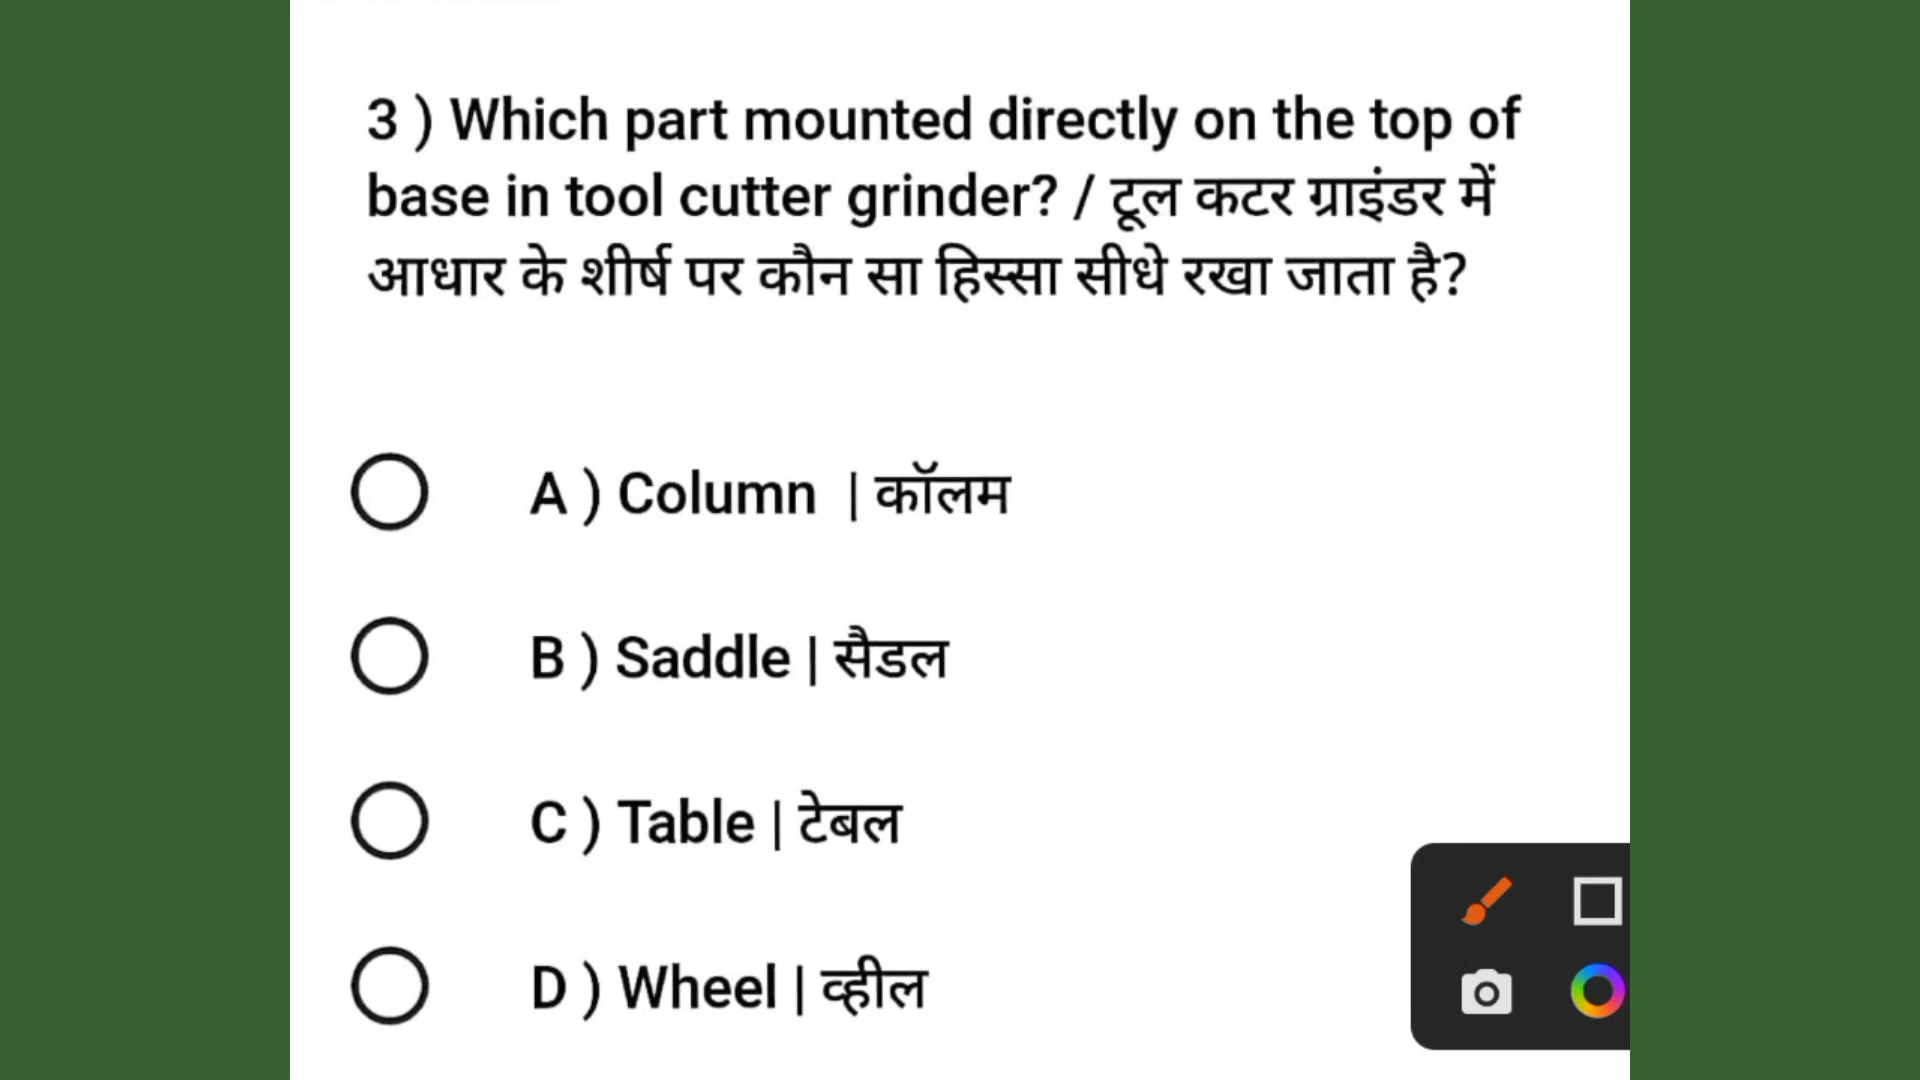 3 ) Which part mounted directly on the top of
base in tool cutter grinder? / टूल कटर ग्राइंडर में
आधार के शीर्ष पर कौन सा हिस्सा सीधे रखा जाता है?
A ) Column | कॉलम
B ) Saddle | सैडल
C ) Table | टेबल
D ) Wheel | व्हील